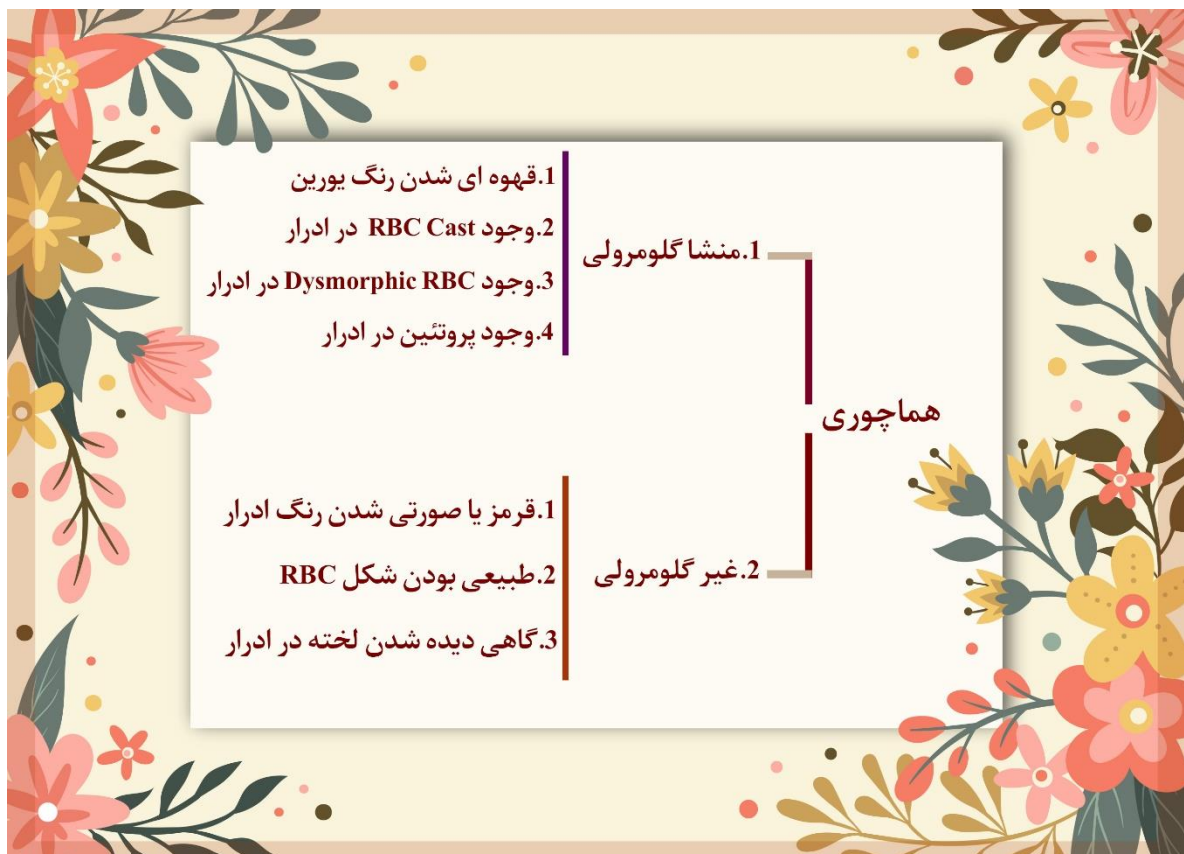 هماچوری
1.منشا گلومرولی
1.قهوه ای شدن رنگ یورین
2.وجود RBC Cast در ادرار
3.وجود Dysmorphic RBC در ادرار
4.وجود پروتئین در ادرار
2.غیر گلومرولی
1.قرمز یا صورتی شدن رنگ ادرار
2.طبیعی بودن شکل RBC
3.گاهی دیده شدن لخته در ادرار